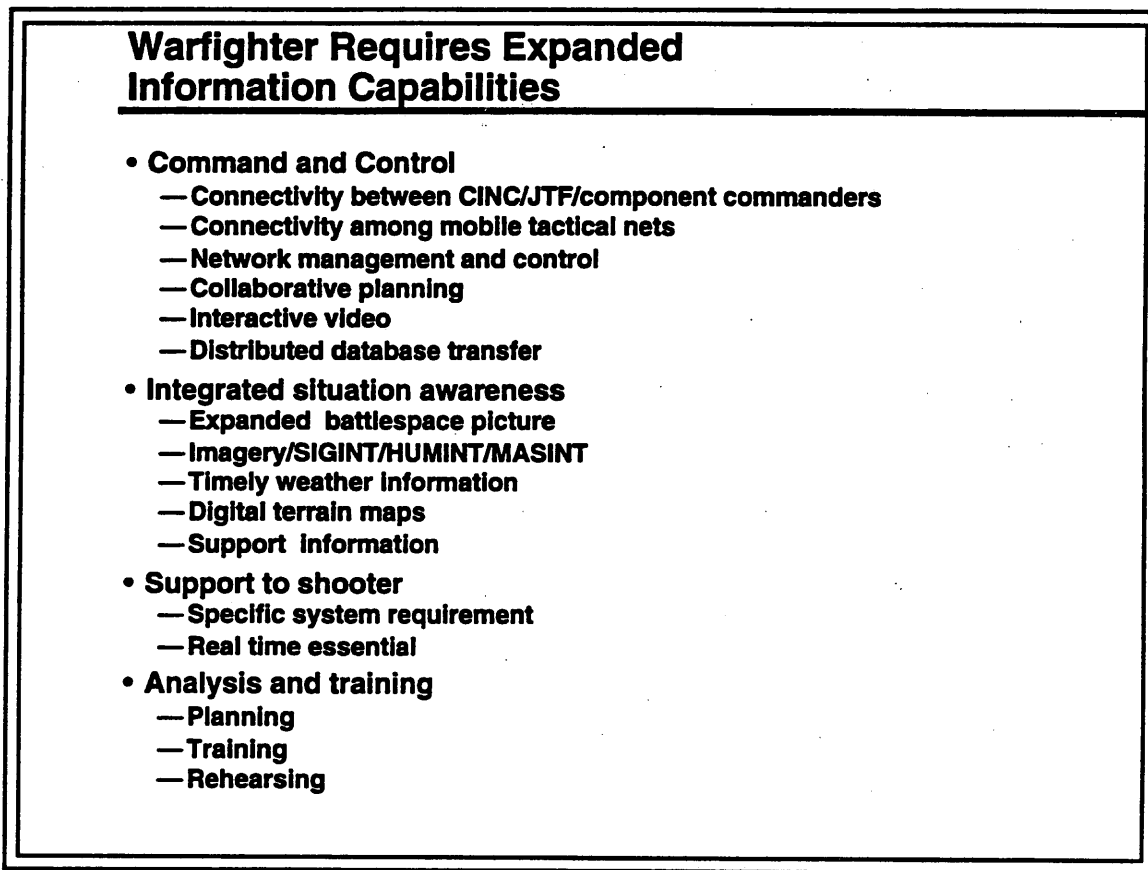 Warfighter Requires Expanded
Information Capabilities
• Command and Control
—Connectivity between CINC/JTF/component commanders
—Connectivity among mobile tactical nets
—Network management and control
—Collaborative planning
—Interactive video
—Distributed database transfer
• Integrated situation awareness
—Expanded battlespace picture
—Imagery/SIGINT/HUMINT/MASINT
—Timely weather information
—Digital terrain maps
—Support information
• Support to shooter
—Specific system requirement
—Real time essential
• Analysis and training
—Planning
—Training
—Rehearsing